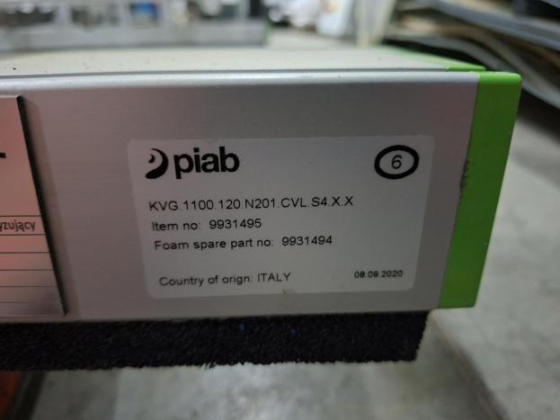 piab
6
KVG.1100.120.N201.CVL.S4.X.X
Item no: 9931495
Foam spare part no: 9931494
Country of orign: ITALY
08.09.2020
yzujący